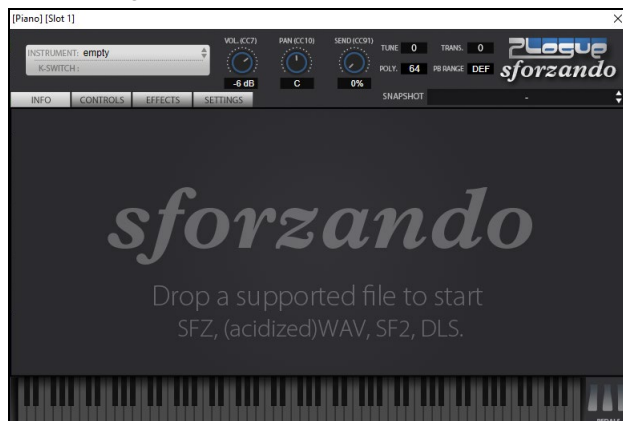 [Piano] [Slot 1]
INSTRUMENT: empty
K-SWITCH :
VOL. (CC7)
-6 dB
PAN (CC10)
C
SEND (CC91)
0%
TUNE 0 TRANS. 0
POLY. 64 PB RANGE DEF
Plogue
sforzando
INFO CONTROLS EFFECTS SETTINGS
SNAPSHOT -
sforzando
Drop a supported file to start
SFZ, (acidized)WAV, SF2, DLS.
PEDALS